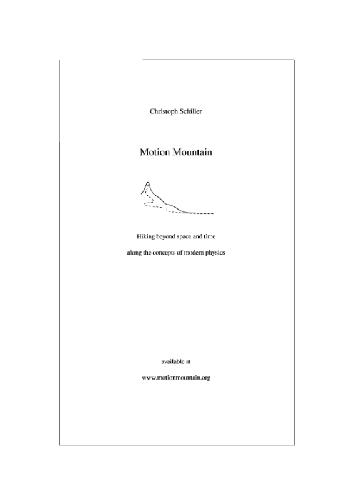 Christoph Schiller
Motion Mountain
Hiking beyond space and time
along the concepts of modern physics
available at
www.motionmountain.org